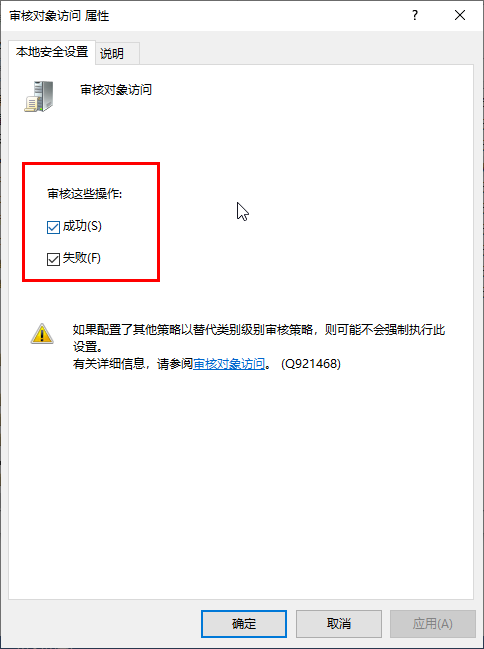 审核对象访问 属性
本地安全设置
说明
审核对象访问
审核这些操作:
成功(S)
失败(F)
如果配置了其他策略以替代类别级别审核策略，则可能不会强制执行此
设置。
有关详细信息，请参阅审核对象访问。 (Q921468)
确定
取消
应用(A)